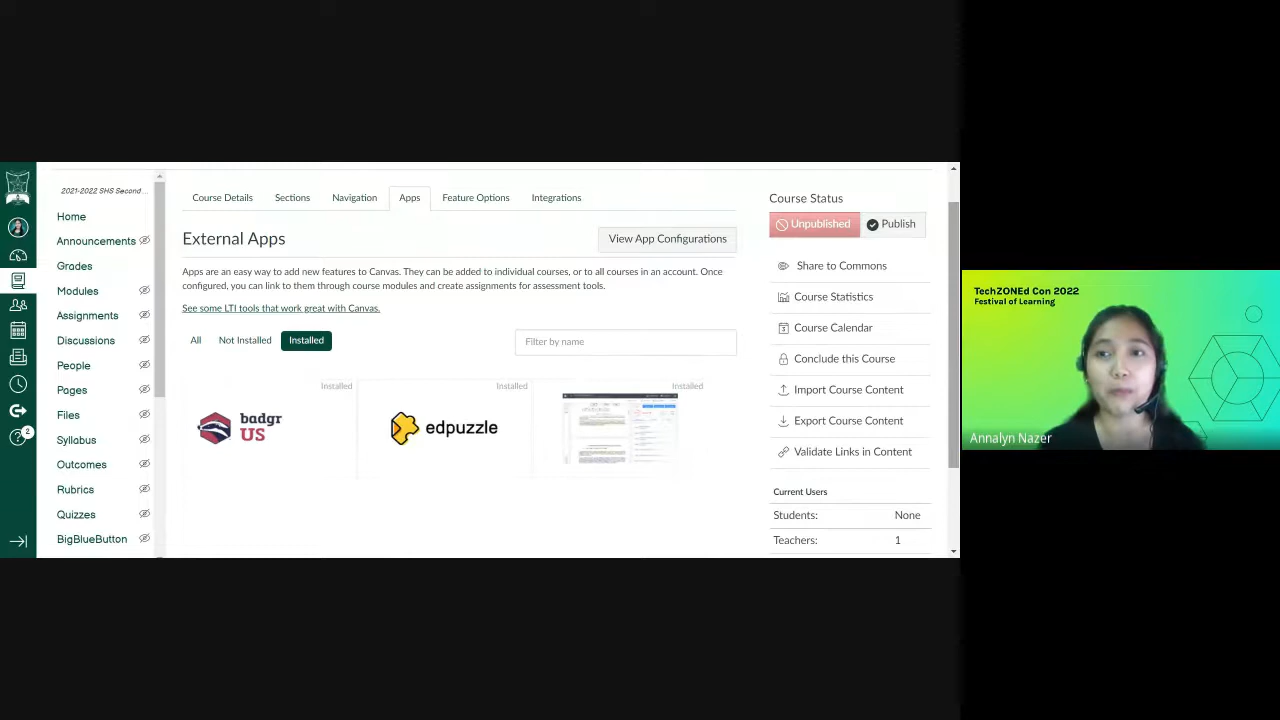 2021-2022 SHS Second ...
Home
Announcements
Grades
Modules
Assignments
Discussions
People
Pages
Files
Syllabus
Outcomes
Rubrics
Quizzes
BigBlueButton
2
Course Details
Sections
Navigation
Apps
Feature Options
Integrations
External Apps
View App Configurations
Apps are an easy way to add new features to Canvas. They can be added to individual courses, or to all courses in an account. Once
configured, you can link to them through course modules and create assignments for assessment tools.
See some LTI tools that work great with Canvas.
All
Not Installed
Installed
Filter by name
Installed
badgr
US
Installed
edpuzzle
Installed
Course Status
Unpublished
Publish
Share to Commons
Course Statistics
Course Calendar
Conclude this Course
Import Course Content
Export Course Content
Validate Links in Content
Current Users
Students: None
Teachers: 1
TechZONEd Con 2022
Festival of Learning
Annalyn Nazer